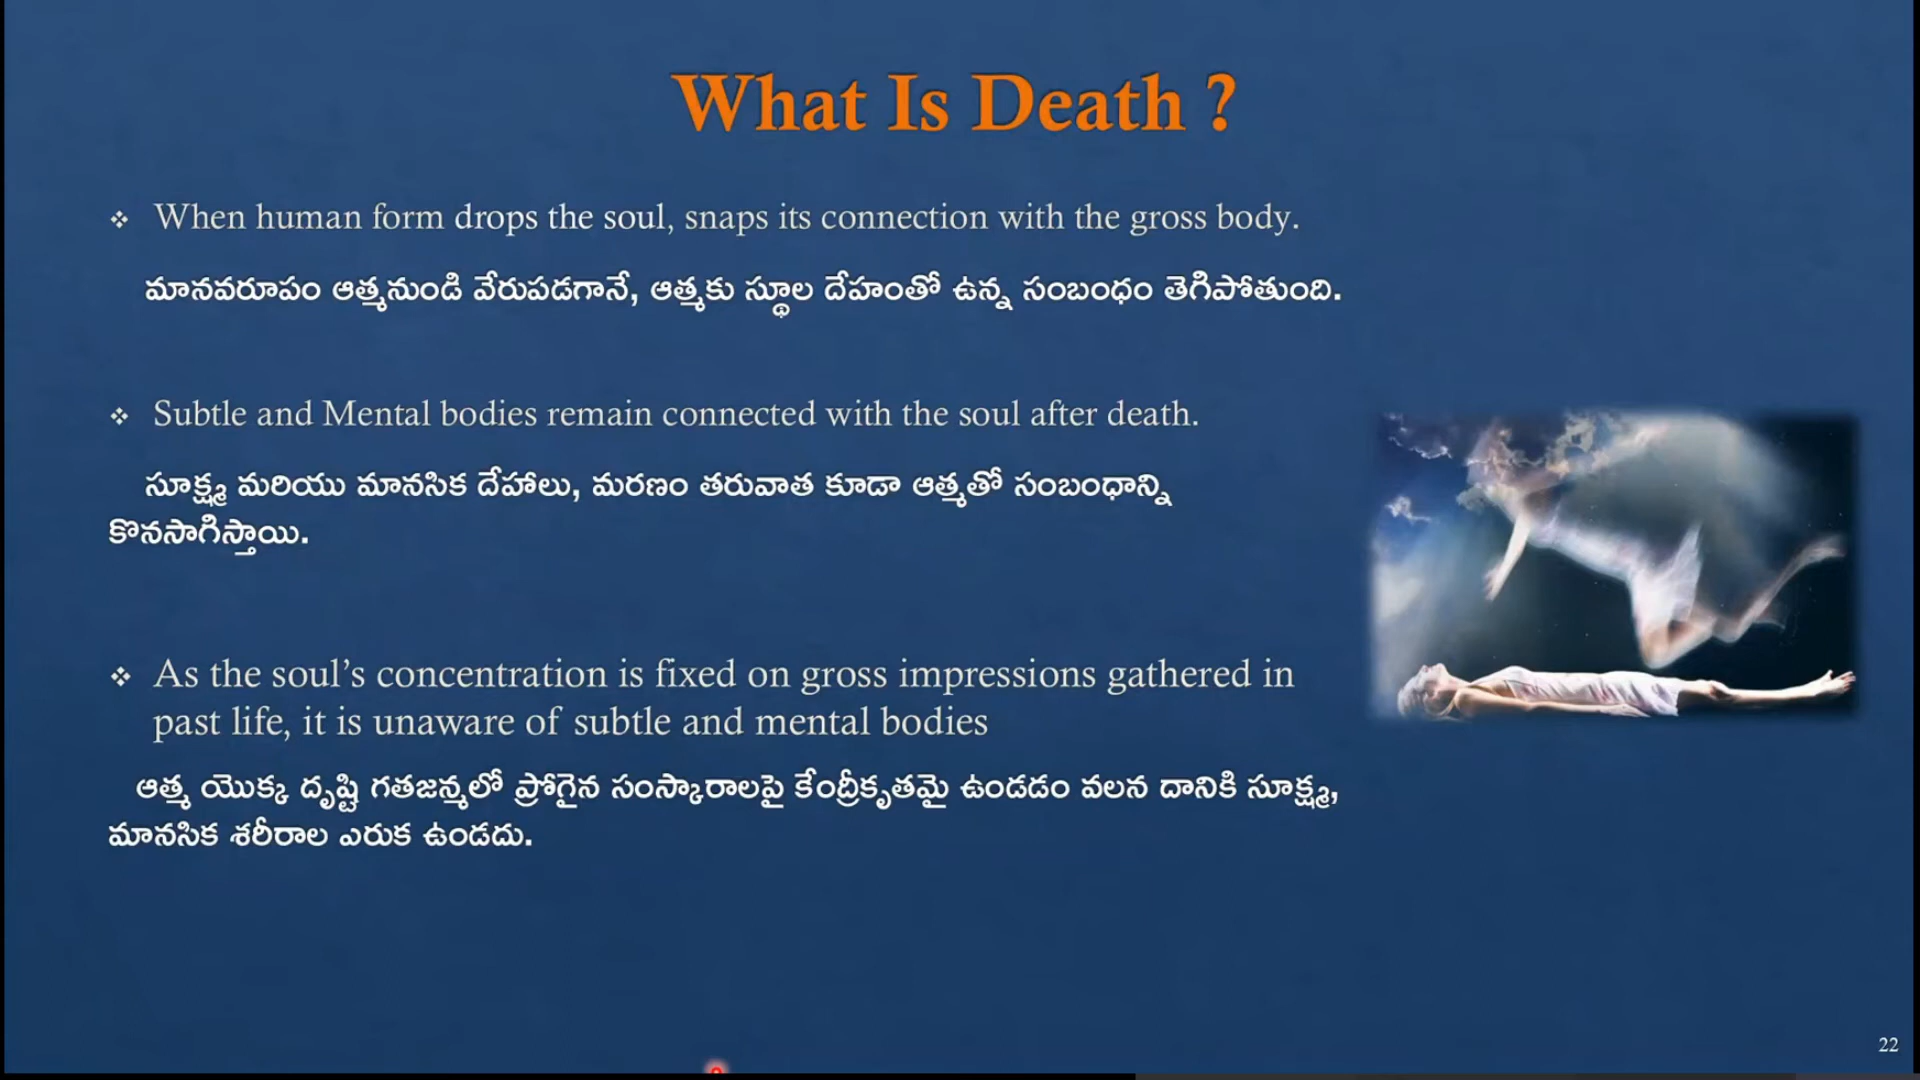 What Is Death ?
❖ When human form drops the soul, snaps its connection with the gross body.
మానవరూపం ఆత్మనుండి వేరుపడగానే, ఆత్మకు స్థూల దేహంతో ఉన్న సంబంధం తెగిపోతుంది.
❖ Subtle and Mental bodies remain connected with the soul after death.
సూక్ష్మ మరియు మానసిక దేహాలు, మరణం తరువాత కూడా ఆత్మతో సంబంధాన్ని
కొనసాగిస్తాయి.
❖ As the soul’s concentration is fixed on gross impressions gathered in
past life, it is unaware of subtle and mental bodies
ఆత్మ యొక్క దృష్టి గతజన్మలో ప్రోగైన సంస్కారాలపై కేంద్రీకృతమై ఉండడం వలన దానికి సూక్ష్మ,
మానసిక శరీరాల ఎరుక ఉండదు.
22